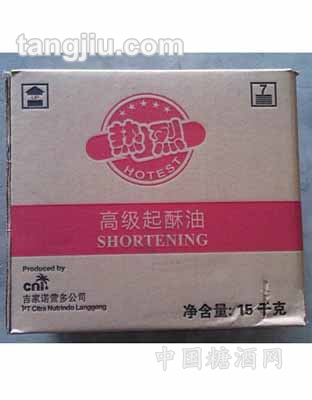 tangjiu.com
7
热烈
HOTEST
高级起酥油
SHORTENING
Produced by
cni
吉家诺营多公司
PT Citra Nutrindo Langgeng
净含量: 15 千克
中国糖酒网